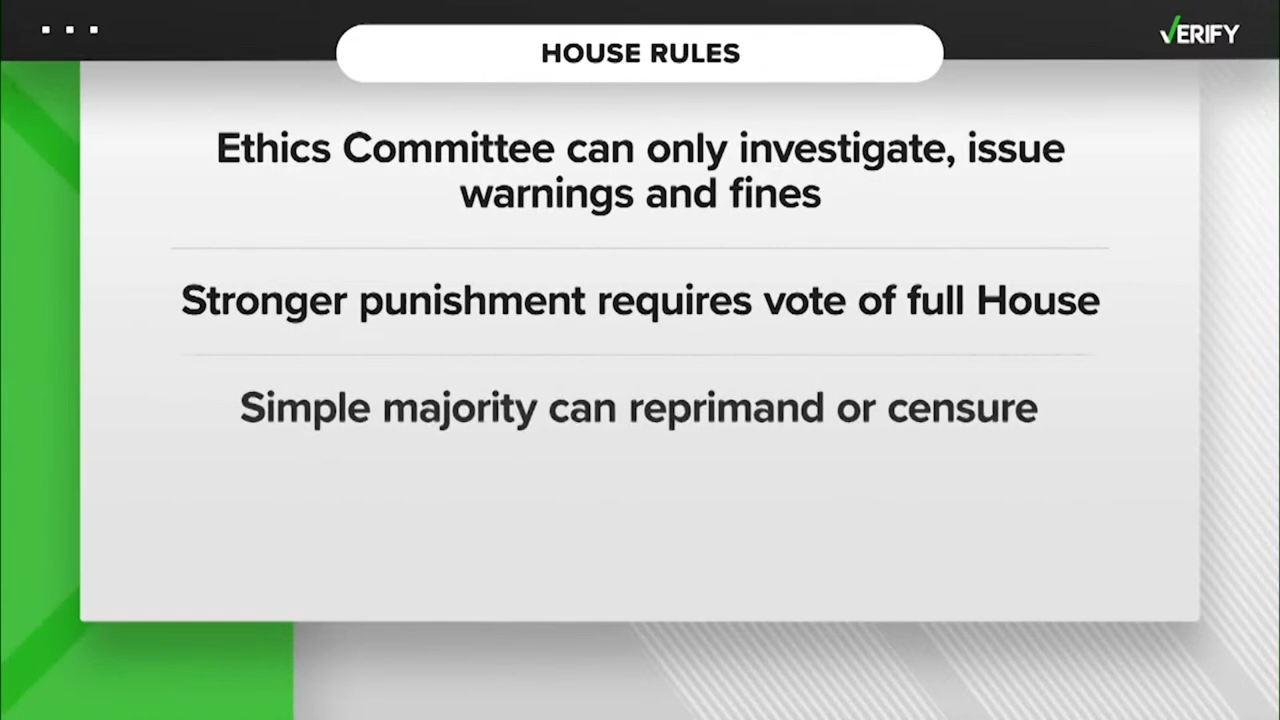 VERIFY
HOUSE RULES
Ethics Committee can only investigate, issue
warnings and fines
Stronger punishment requires vote of full House
Simple majority can reprimand or censure